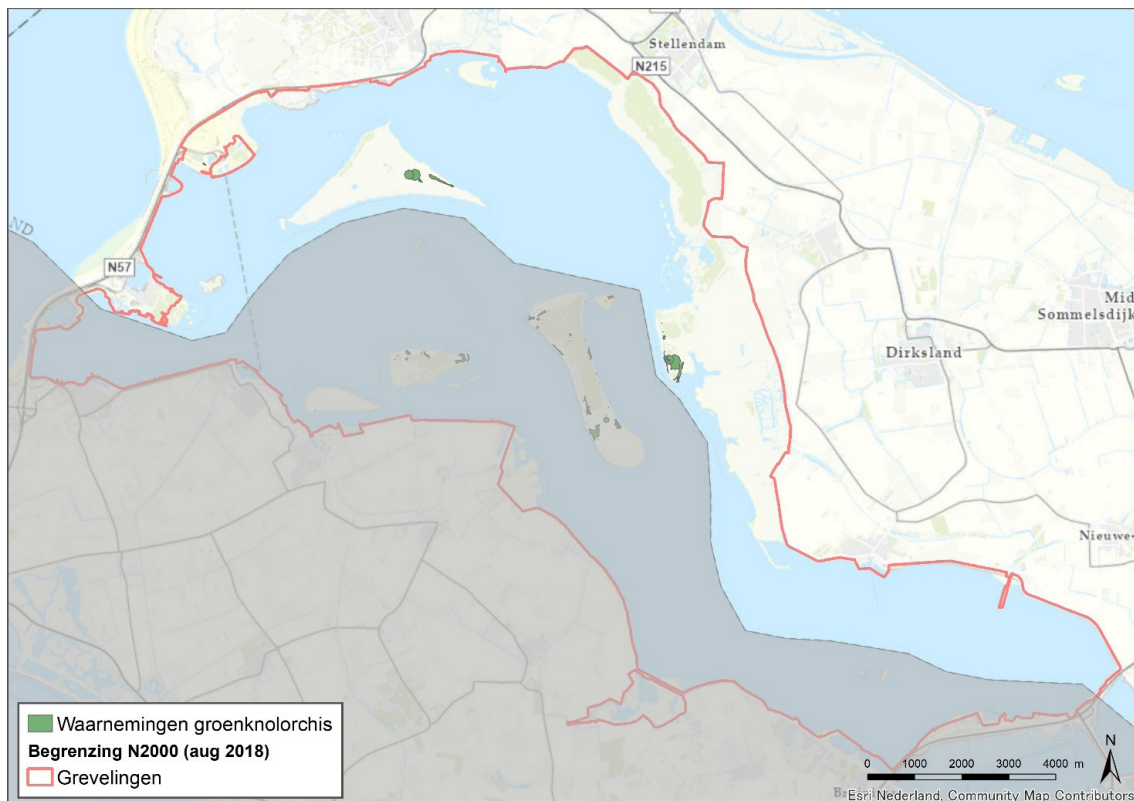 Stellendam
N215
ND
N57
Mid
Sommelsdijk
Dirksland
Nieuwe-
Waarnemingen groenknolorchis
Begrenzing N2000 (aug 2018)
Grevelingen
N
0 1000 2000 3000 4000 m
Esri Nederland, Community Map Contributors